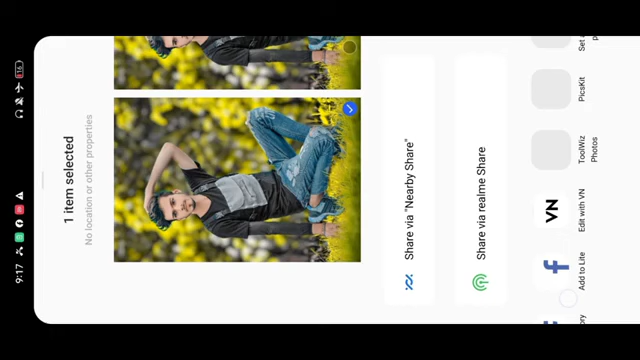 9:17
16
1 item selected
No location or other properties
Share via "Nearby Share"
Share via realme Share
Add to Lite
VN
Edit with VN
ToolWiz
Photos
PicsKit